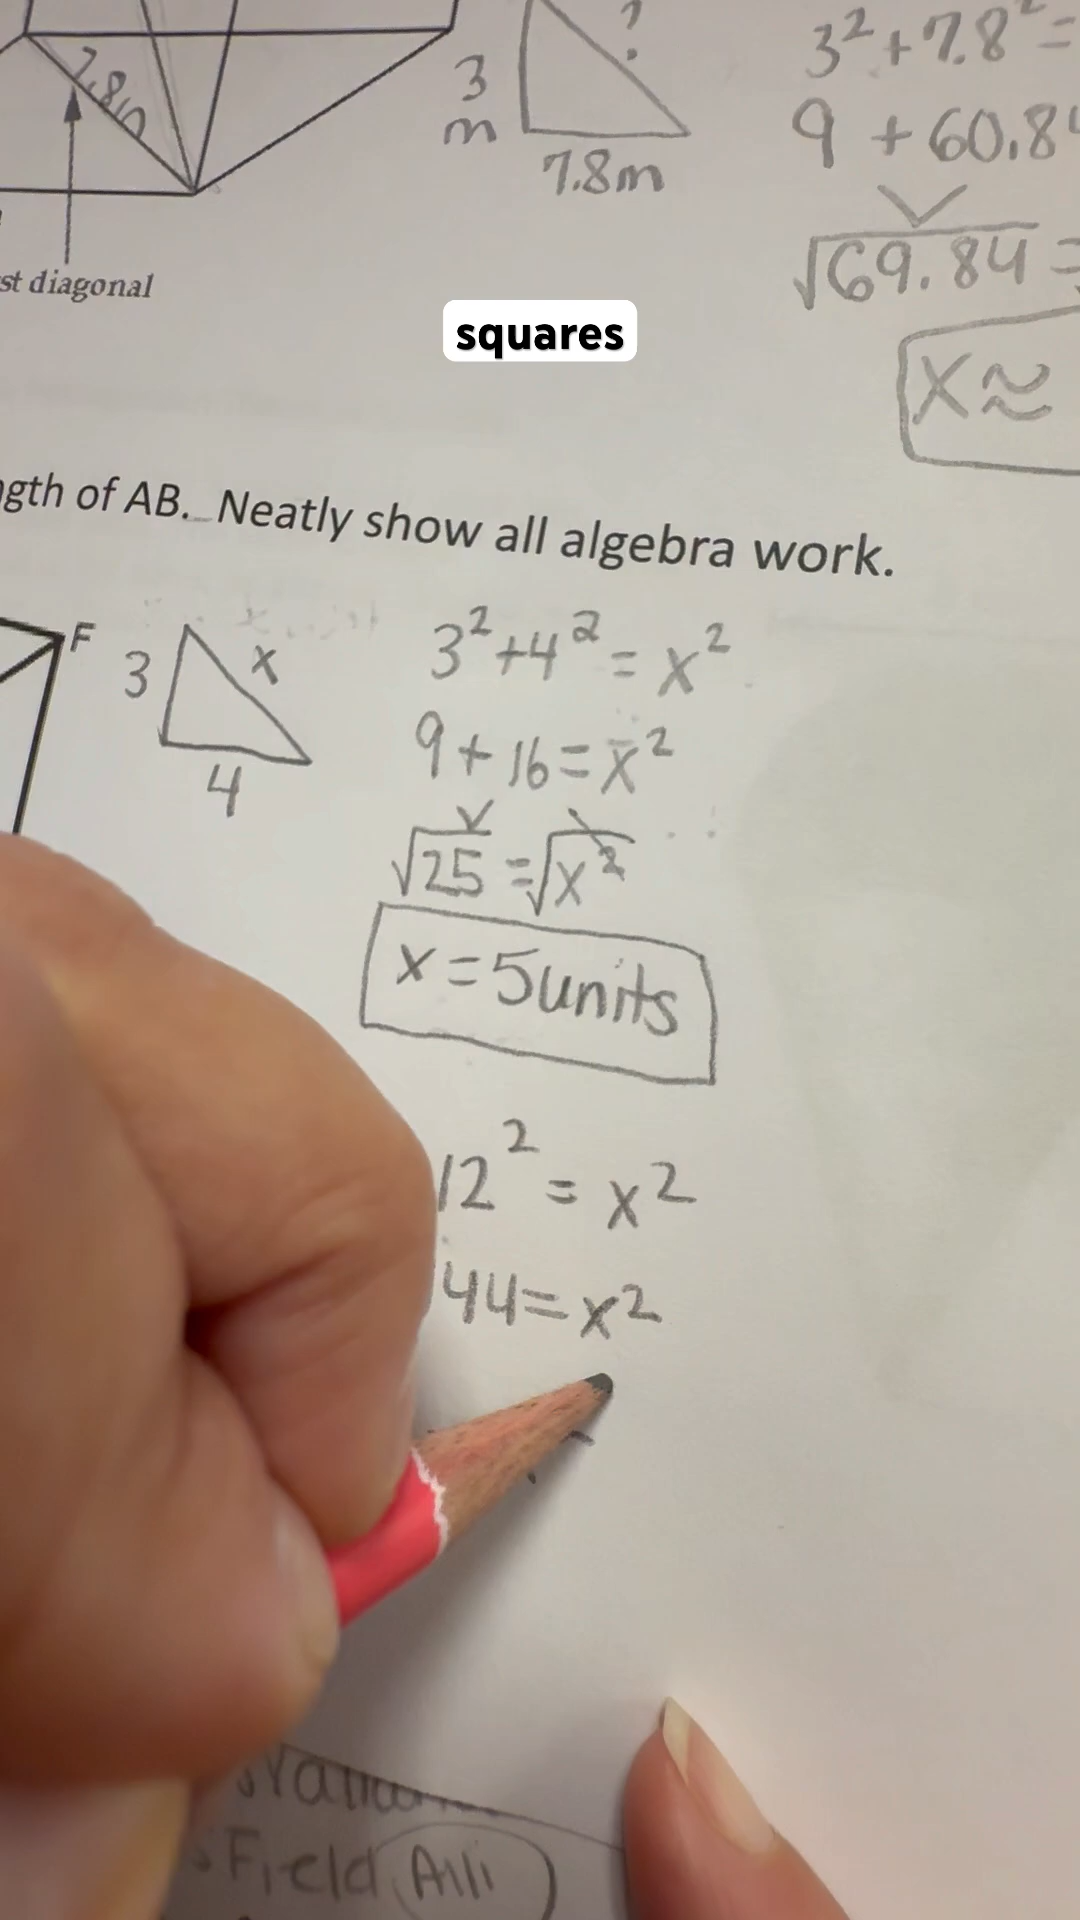 7.8m
st diagonal
3
m
?
7.8m
3²+7.8²=
9+60.84
√69.84=
x≈
squares
gth of AB. Neatly show all algebra work.
F
3
x
4
3²+4²=x²
9+16=x²
√25=√x²
x=5units
12²=x²
44=x²
Field Alli